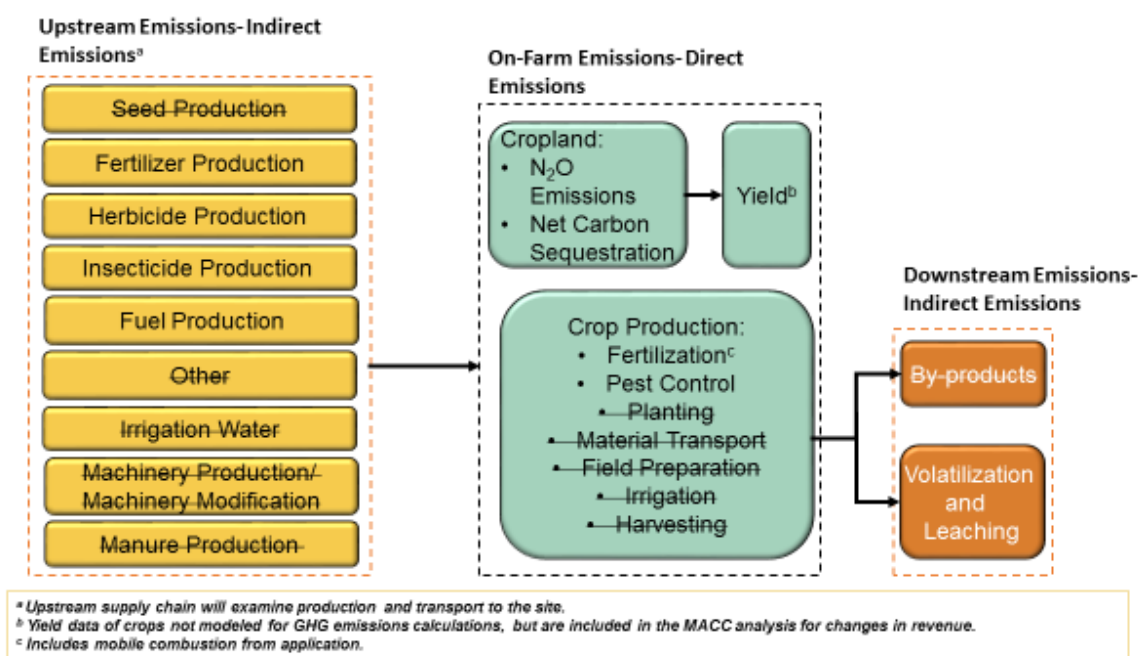 Upstream Emissions- Indirect
Emissionsᵃ
Seed Production
Fertilizer Production
Herbicide Production
Insecticide Production
Fuel Production
Other
Irrigation Water
Machinery Production/
Machinery Modification
Manure Production
On-Farm Emissions- Direct
Emissions
Cropland:
• N₂O
Emissions
• Net Carbon
Sequestration
Yieldᵇ
Crop Production:
• Fertilizationᶜ
• Pest Control
• Planting
• Material Transport
• Field Preparation
• Irrigation
• Harvesting
Downstream Emissions-
Indirect Emissions
By-products
Volatilization
and
Leaching
ᵃ Upstream supply chain will examine production and transport to the site.
ᵇ Yield data of crops not modeled for GHG emissions calculations, but are included in the MACC analysis for changes in revenue.
ᶜ Includes mobile combustion from application.